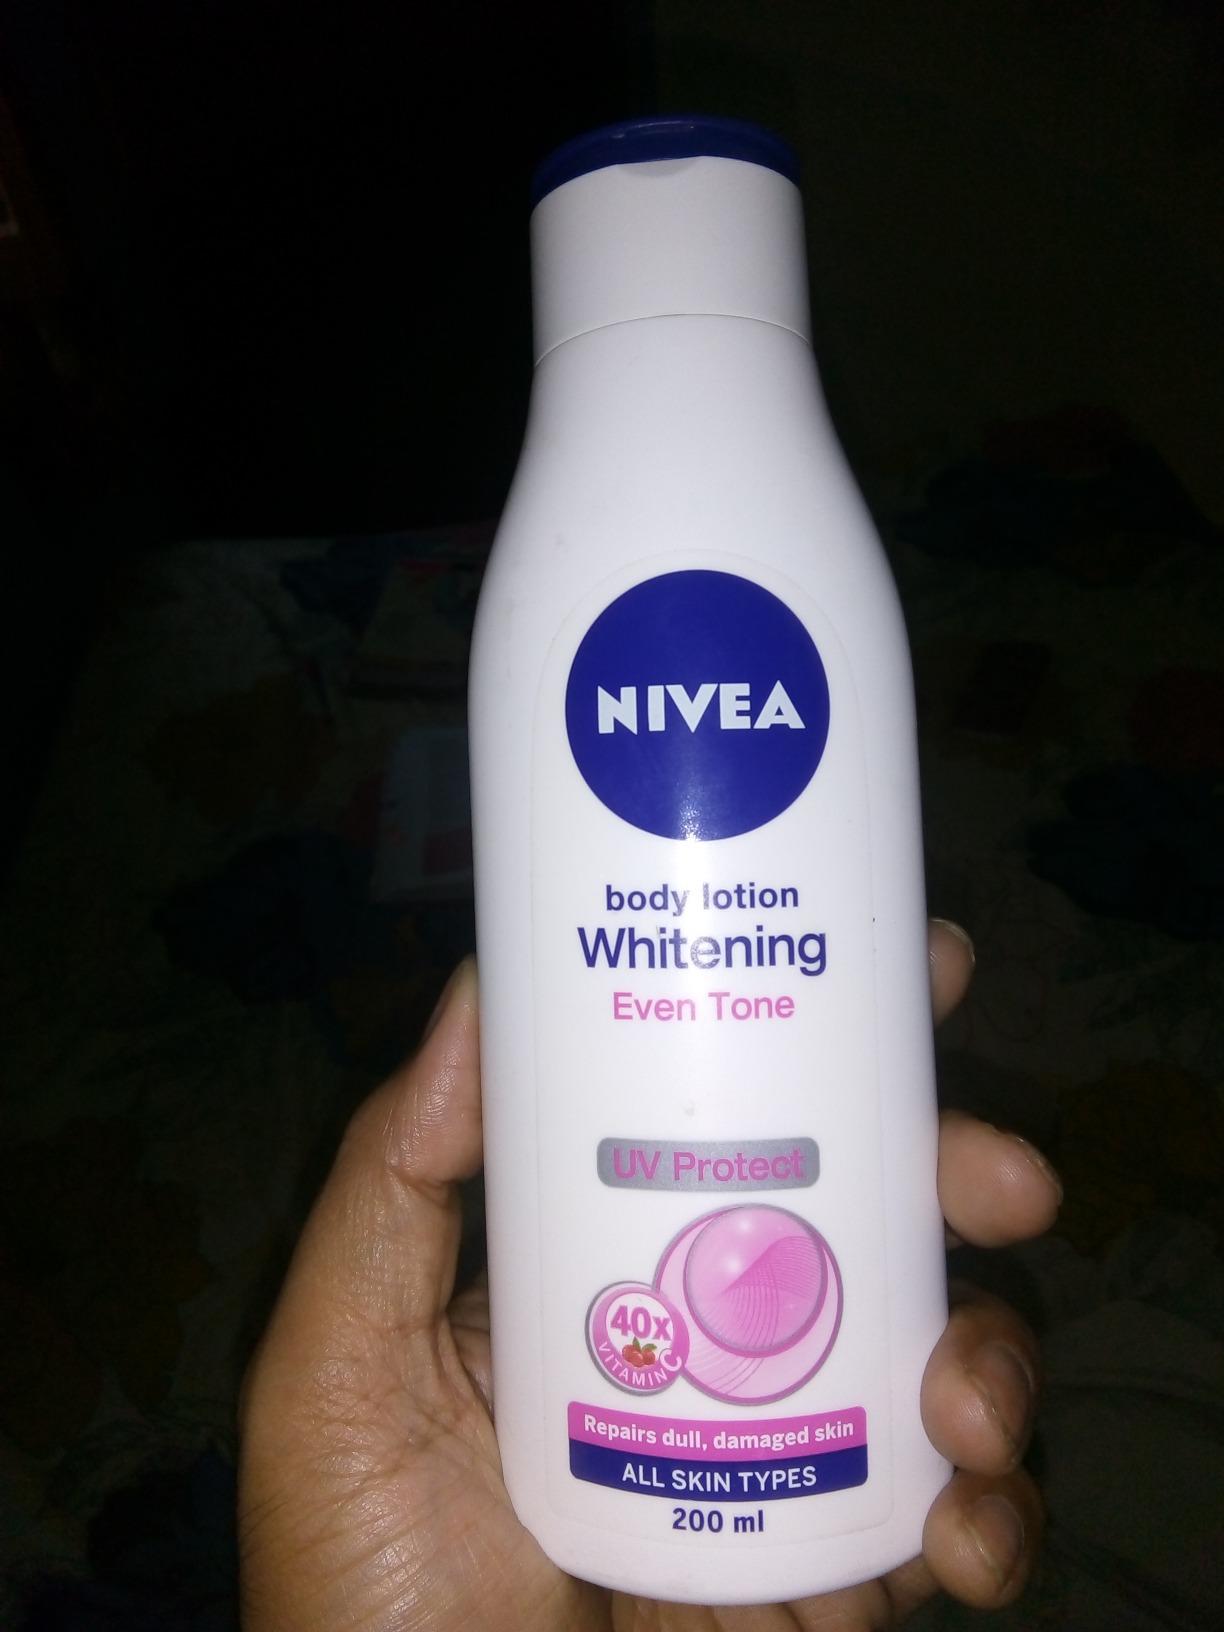 NIVEA
body lotion
Whitening
Even Tone
UV Protect
40x
VITAMIN C
Repairs dull, damaged skin
ALL SKIN TYPES
200 ml